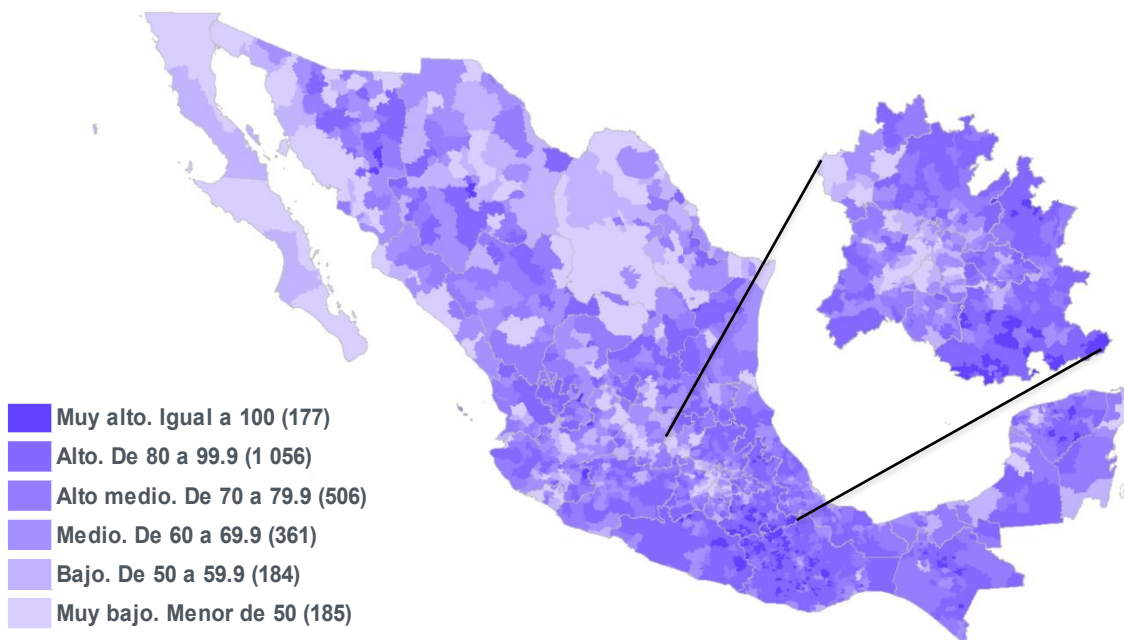 Muy alto. Igual a 100 (177)
Alto. De 80 a 99.9 (1 056)
Alto medio. De 70 a 79.9 (506)
Medio. De 60 a 69.9 (361)
Bajo. De 50 a 59.9 (184)
Muy bajo. Menor de 50 (185)